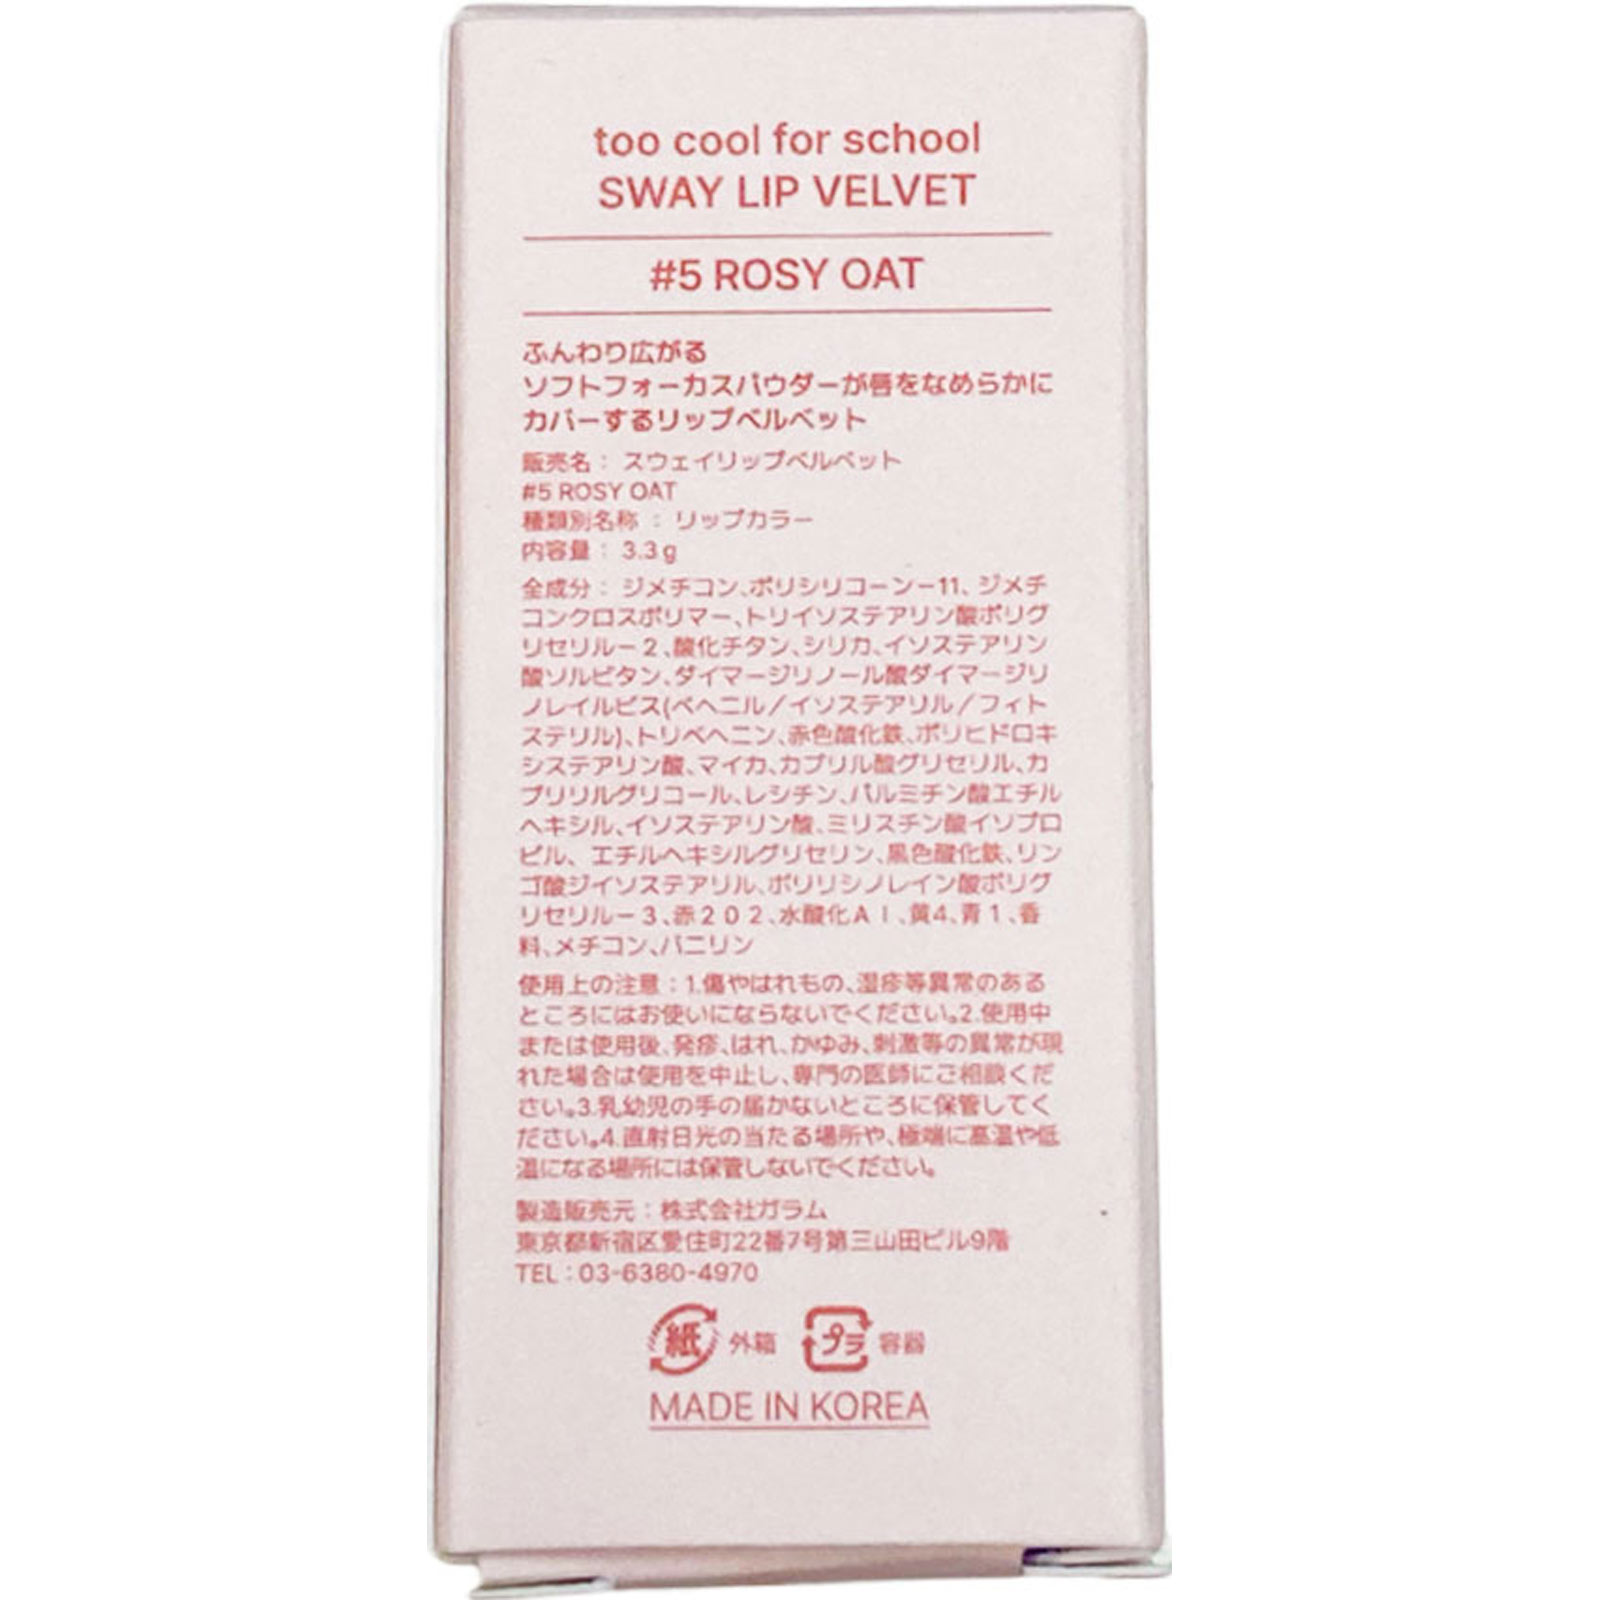 too cool for school
SWAY LIP VELVET
#5 ROSY OAT
ふんわり広がる
ソフトフォーカスパウダーが唇をなめらかに
カバーするリップベルベット
販売名： スウェイリップベルベット
#5 ROSY OAT
種類別名称 ： リップカラー
内容量： 3.3g
全成分： ジメチコン、ポリシリコーンー11、ジメチ
コンクロスポリマー、トリイソステアリン酸ポリグ
リセリルー２、酸化チタン、シリカ、イソステアリン
酸ソルビタン、ダイマージリノール酸ダイマージリ
ノレイルビス(ベヘニル／イソステアリル／フィト
ステリル)、トリベヘニン、赤色酸化鉄、ポリヒドロキ
システアリン酸、マイカ、カプリル酸グリセリル、カ
プリリルグリコール、レシチン、パルミチン酸エチル
ヘキシル、イソステアリン酸、ミリスチン酸イソプロ
ピル、エチルヘキシルグリセリン、黒色酸化鉄、リン
ゴ酸ジイソステアリル、ポリリシノレイン酸ポリグ
リセリルー３、赤２０２、水酸化ＡＩ、黄4、青１、香
料、メチコン、バニリン
使用上の注意：1.傷やはれもの、湿疹等異常のある
ところにはお使いにならないでください。2.使用中
または使用後、発疹、はれ、かゆみ、刺激等の異常が現
れた場合は使用を中止し、専門の医師にご相談くだ
さい。3.乳幼児の手の届かないところに保管してく
ださい。4.直射日光の当たる場所や、極端に高温や低
温になる場所には保管しないでください。
製造販売元：株式会社ガラム
東京都新宿区愛住町22番7号第三山田ビル9階
TEL：03-6380-4970
紙 外箱 プラ 容器
MADE IN KOREA